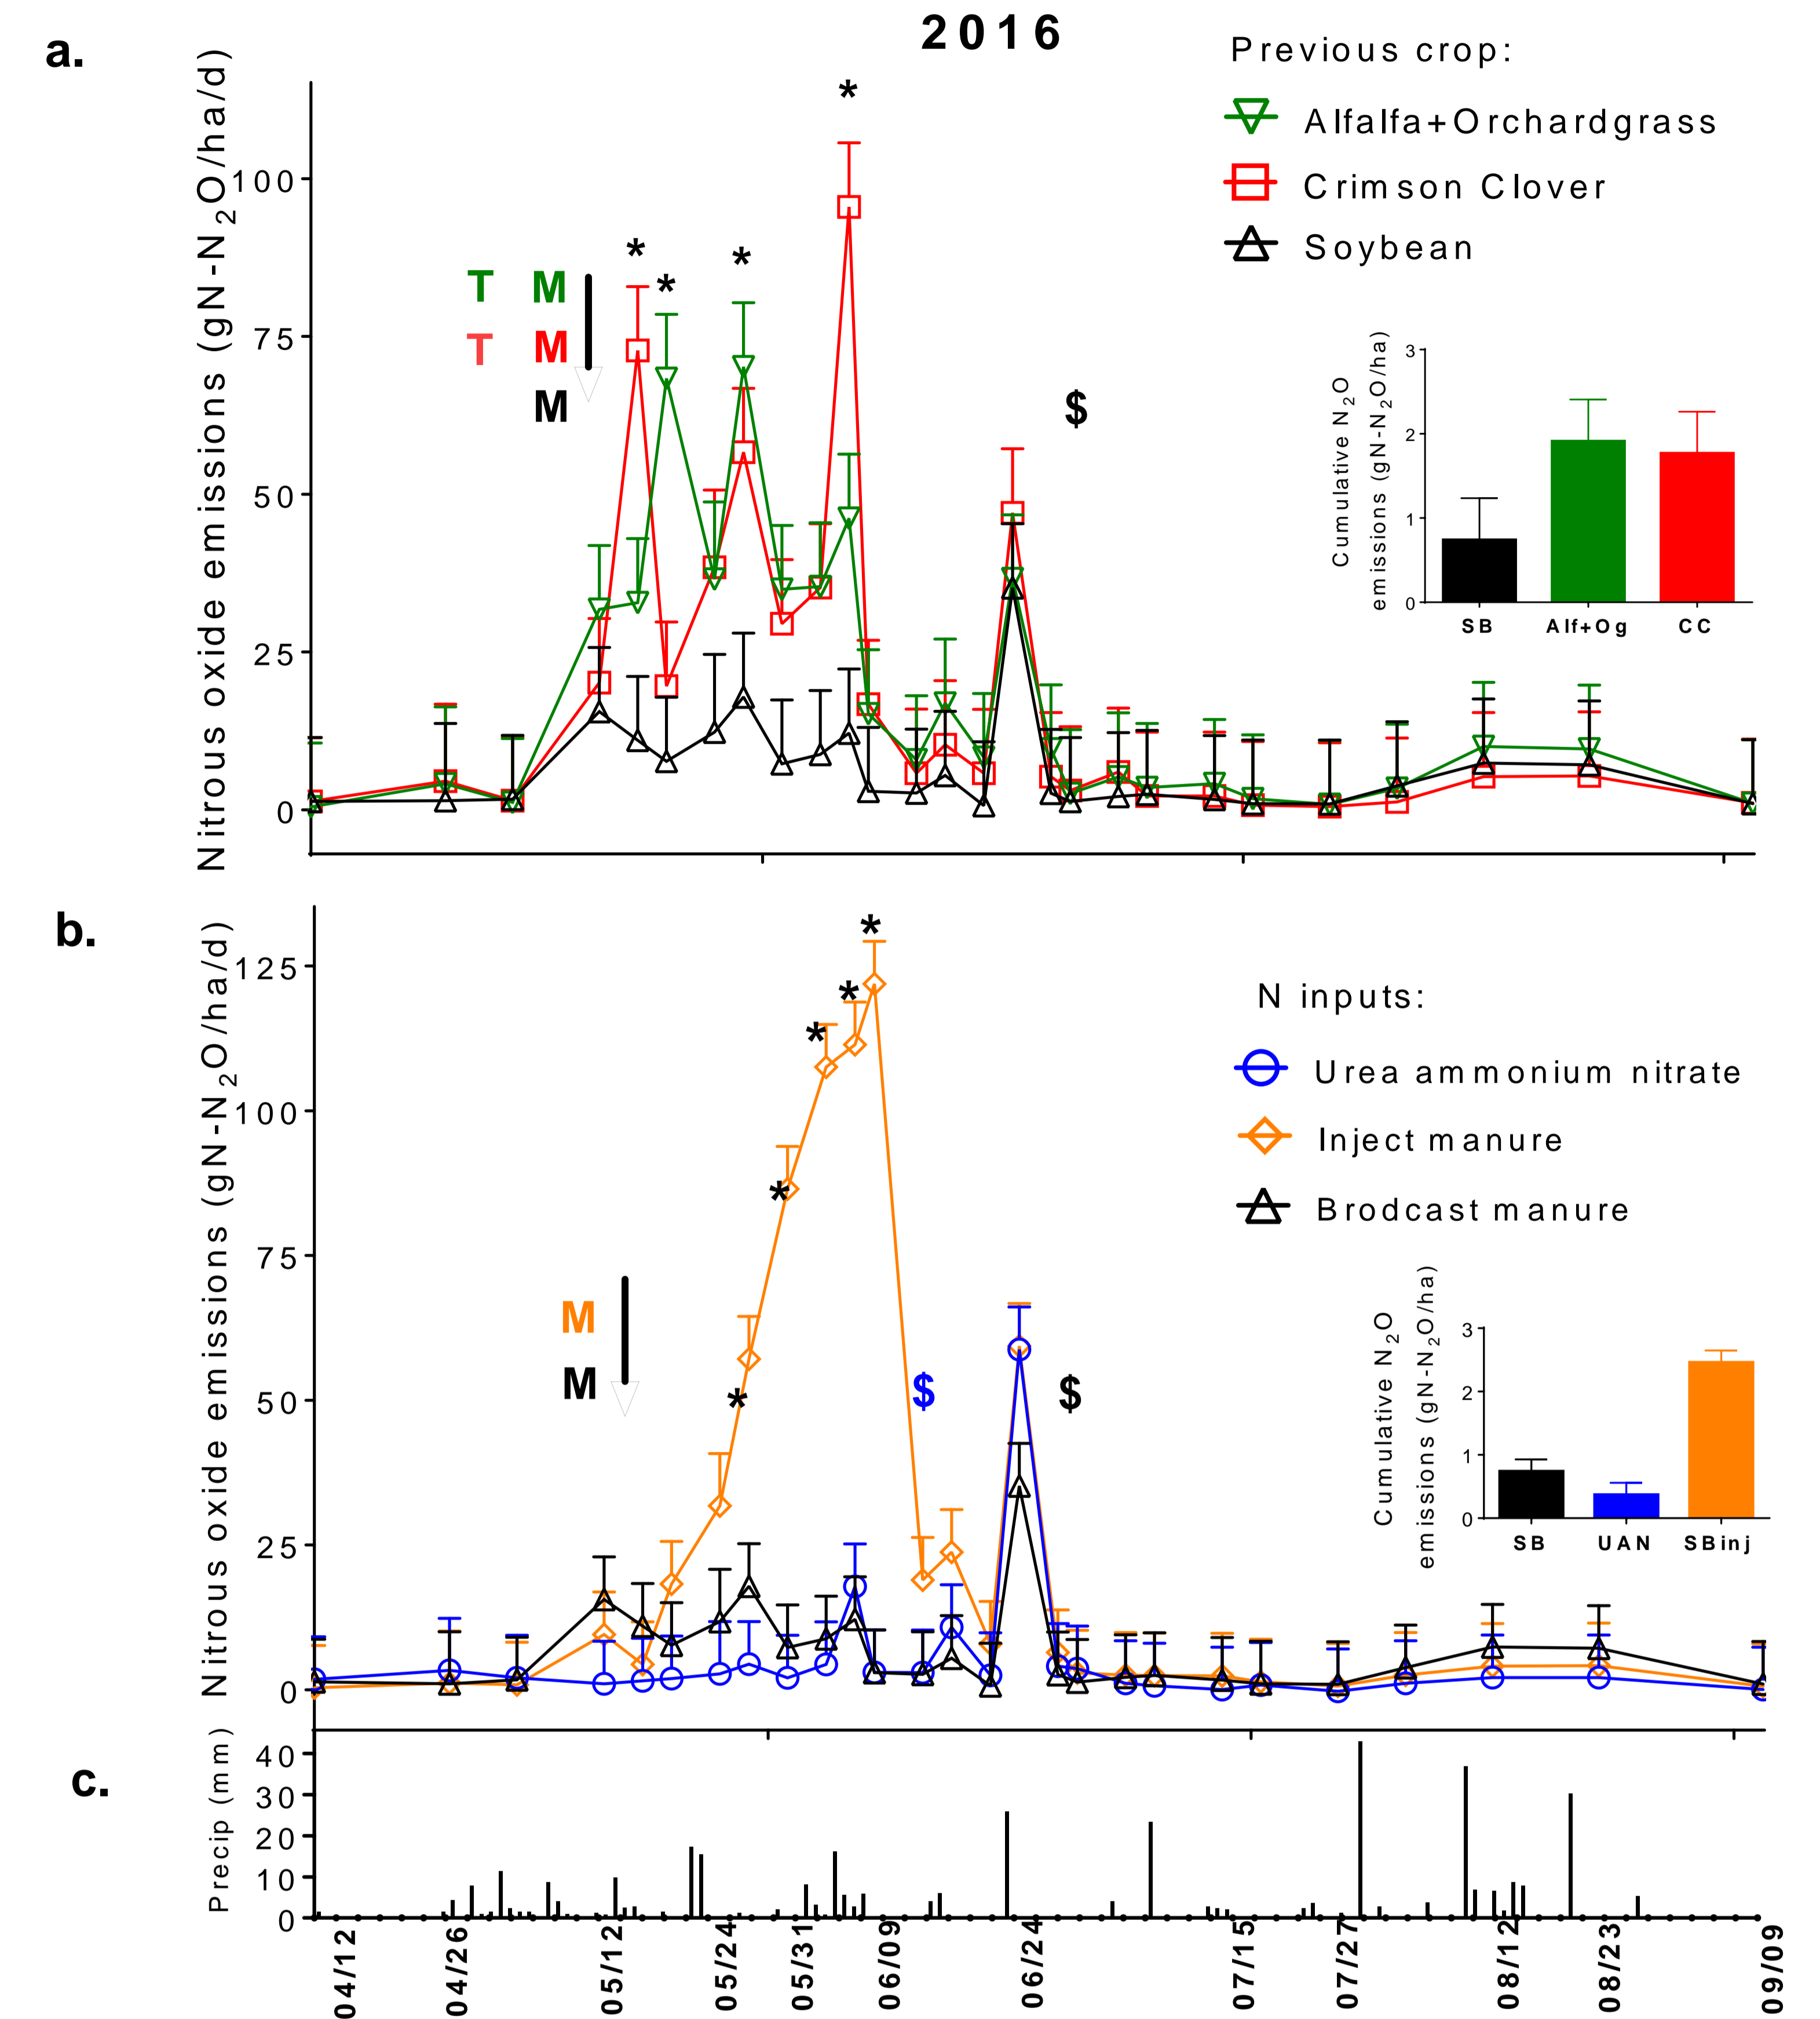 2016
a.
Previous crop:
Alfalfa+Orchardgrass
Crimson Clover
Soybean
Nitrous oxide emissions (gN-N₂O/ha/d)
100
75
50
25
0
*
*
*
*
T M
T M
M
$
Cumulative N₂O
emissions (gN-N₂O/ha)
3
2
1
0
SB Alf+Og CC
b.
Nitrous oxide emissions (gN-N₂O/ha/d)
125
100
75
50
25
0
*
*
*
*
*
M
M
$ $
N inputs:
Urea ammonium nitrate
Inject manure
Brodcast manure
Cumulative N₂O
emissions (gN-N₂O/ha)
3
2
1
0
SB UAN SBinj
c.
Precip (mm)
40
30
20
10
0
04/12 04/26 05/12 05/24 05/31 06/09 06/24 07/15 07/27 08/12 08/23 09/09